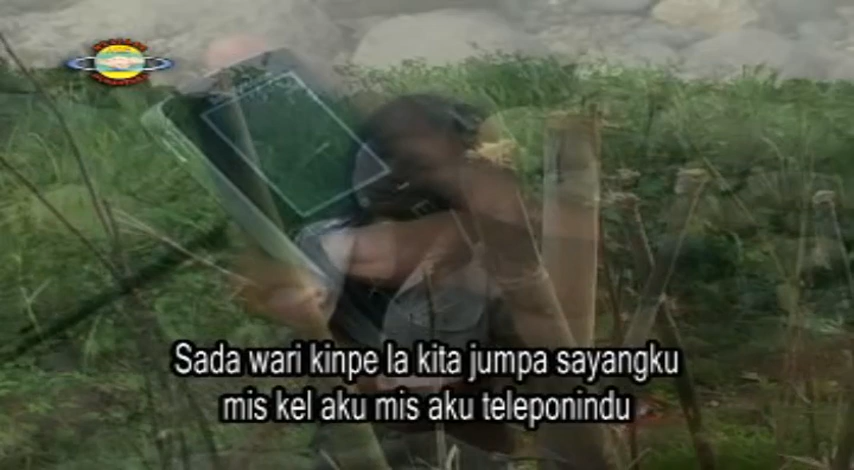 Sada wari kinpe la kita jumpa sayangku
mis kel aku mis aku teleponindu